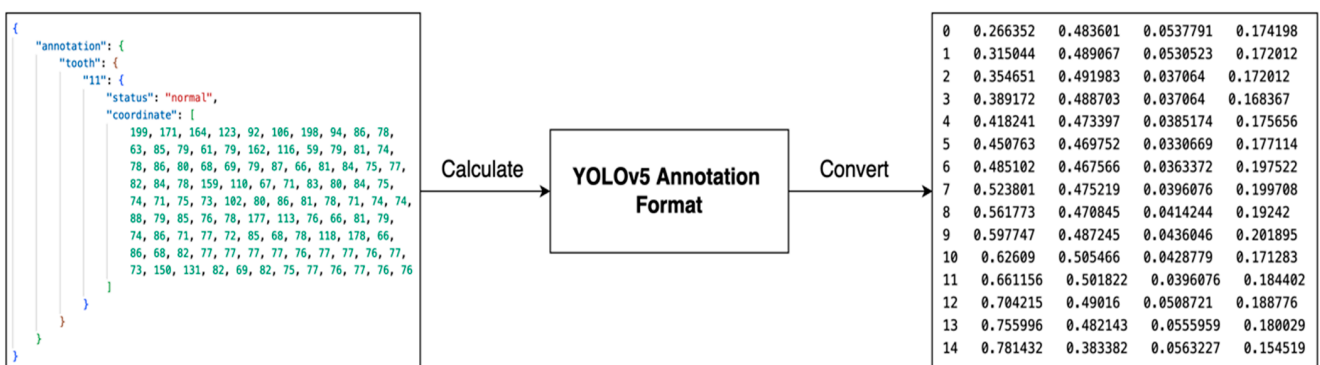 {
"annotation": {
"tooth": {
"11": {
"status": "normal",
"coordinate": [
199, 171, 164, 123, 92, 106, 198, 94, 86, 78,
63, 85, 79, 61, 79, 162, 116, 59, 79, 81, 74,
78, 86, 80, 68, 69, 79, 87, 66, 81, 84, 75, 77,
82, 84, 78, 159, 110, 67, 71, 83, 80, 84, 75,
74, 71, 75, 73, 102, 80, 86, 81, 78, 71, 74, 74,
88, 79, 85, 76, 78, 177, 113, 76, 66, 81, 79,
74, 86, 71, 77, 72, 85, 68, 78, 118, 178, 66,
86, 68, 82, 77, 77, 77, 77, 76, 77, 77, 76, 77,
73, 150, 131, 82, 69, 82, 75, 77, 76, 77, 76, 76
]
}
}
}
}
Calculate
YOLOv5 Annotation
Format
Convert
0 0.266352 0.483601 0.0537791 0.174198
1 0.315044 0.489067 0.0530523 0.172012
2 0.354651 0.491983 0.037064 0.172012
3 0.389172 0.488703 0.037064 0.168367
4 0.418241 0.473397 0.0385174 0.175656
5 0.450763 0.469752 0.0330669 0.177114
6 0.485102 0.467566 0.0363372 0.197522
7 0.523801 0.475219 0.0396076 0.199708
8 0.561773 0.470845 0.0414244 0.19242
9 0.597747 0.487245 0.0436046 0.201895
10 0.62609 0.505466 0.0428779 0.171283
11 0.661156 0.501822 0.0396076 0.184402
12 0.704215 0.49016 0.0508721 0.188776
13 0.755996 0.482143 0.0555959 0.180029
14 0.781432 0.383382 0.0563227 0.154519